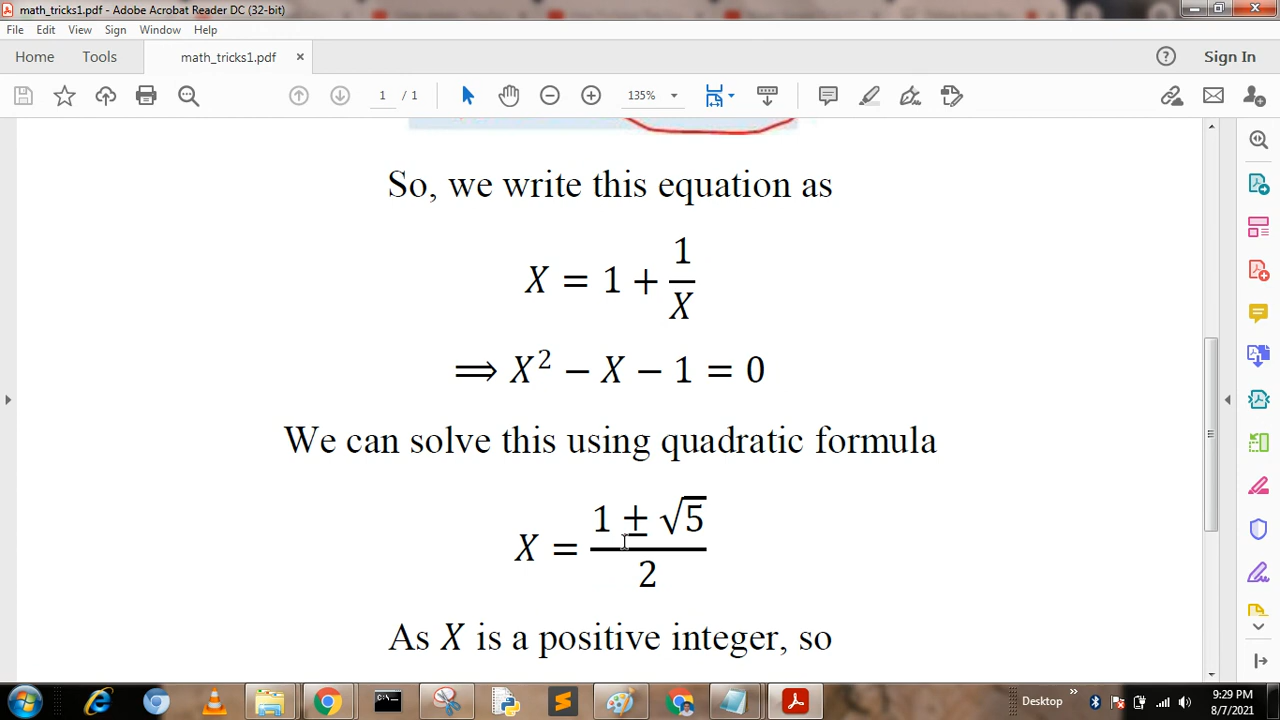 math_tricks1.pdf - Adobe Acrobat Reader DC (32-bit)
File Edit View Sign Window Help
Home Tools math_tricks1.pdf × ? Sign In
1 / 1 135%
So, we write this equation as
X = 1 + 1/X
⟹ X² − X − 1 = 0
We can solve this using quadratic formula
X = (1 ± √5)/2
As X is a positive integer, so
Desktop » 9:29 PM
8/7/2021